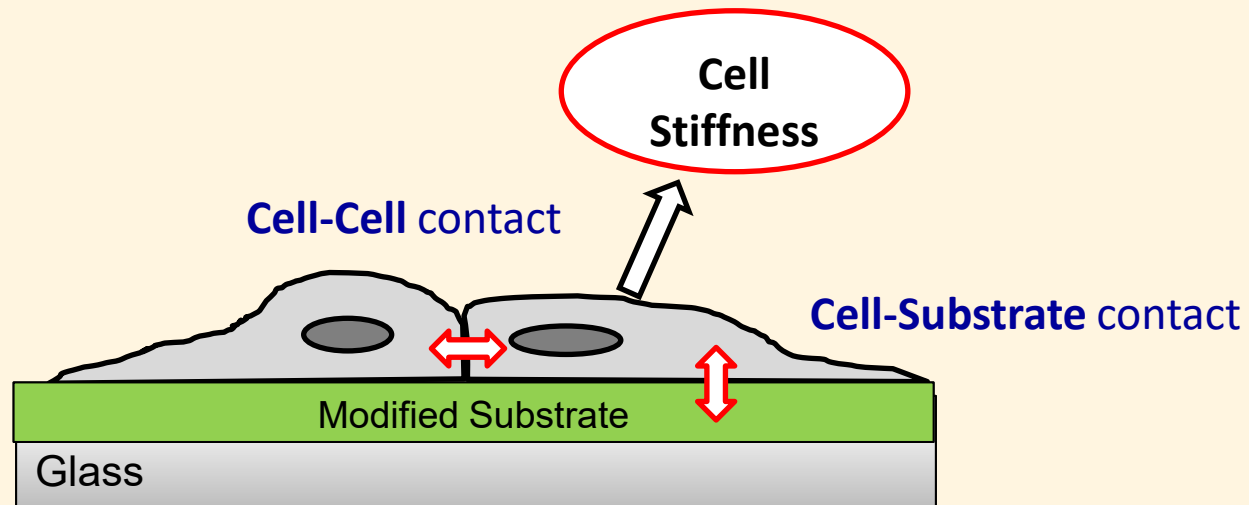 Cell
Stiffness
Cell-Cell contact
Cell-Substrate contact
Modified Substrate
Glass